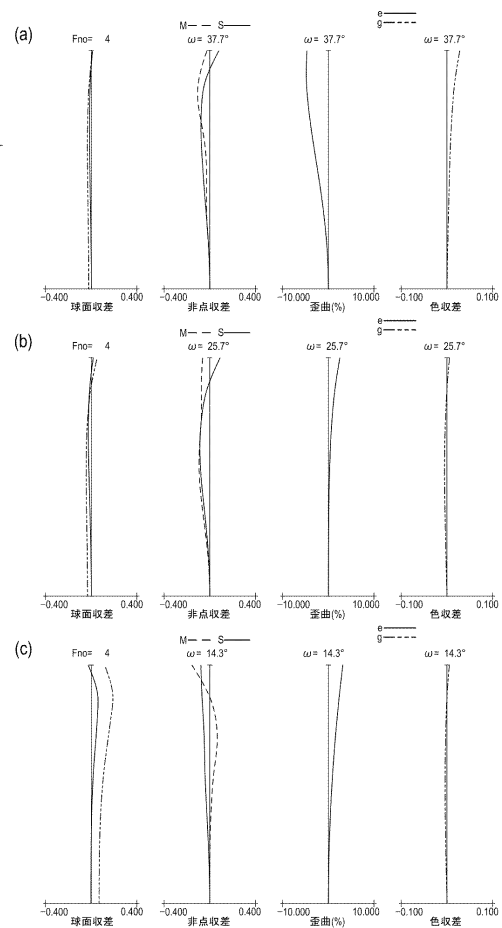 (a)
M S
e
g
Fno= 4
ω= 37.7°
ω= 37.7°
ω= 37.7°
−0.400 0.400
−0.400 0.400
−10.000 10.000
−0.100 0.100
球面収差
非点収差
歪曲(%)
色収差
(b)
M S
e
g
Fno= 4
ω= 25.7°
ω= 25.7°
ω= 25.7°
−0.400 0.400
−0.400 0.400
−10.000 10.000
−0.100 0.100
球面収差
非点収差
歪曲(%)
色収差
(c)
M S
e
g
Fno= 4
ω= 14.3°
ω= 14.3°
ω= 14.3°
−0.400 0.400
−0.400 0.400
−10.000 10.000
−0.100 0.100
球面収差
非点収差
歪曲(%)
色収差